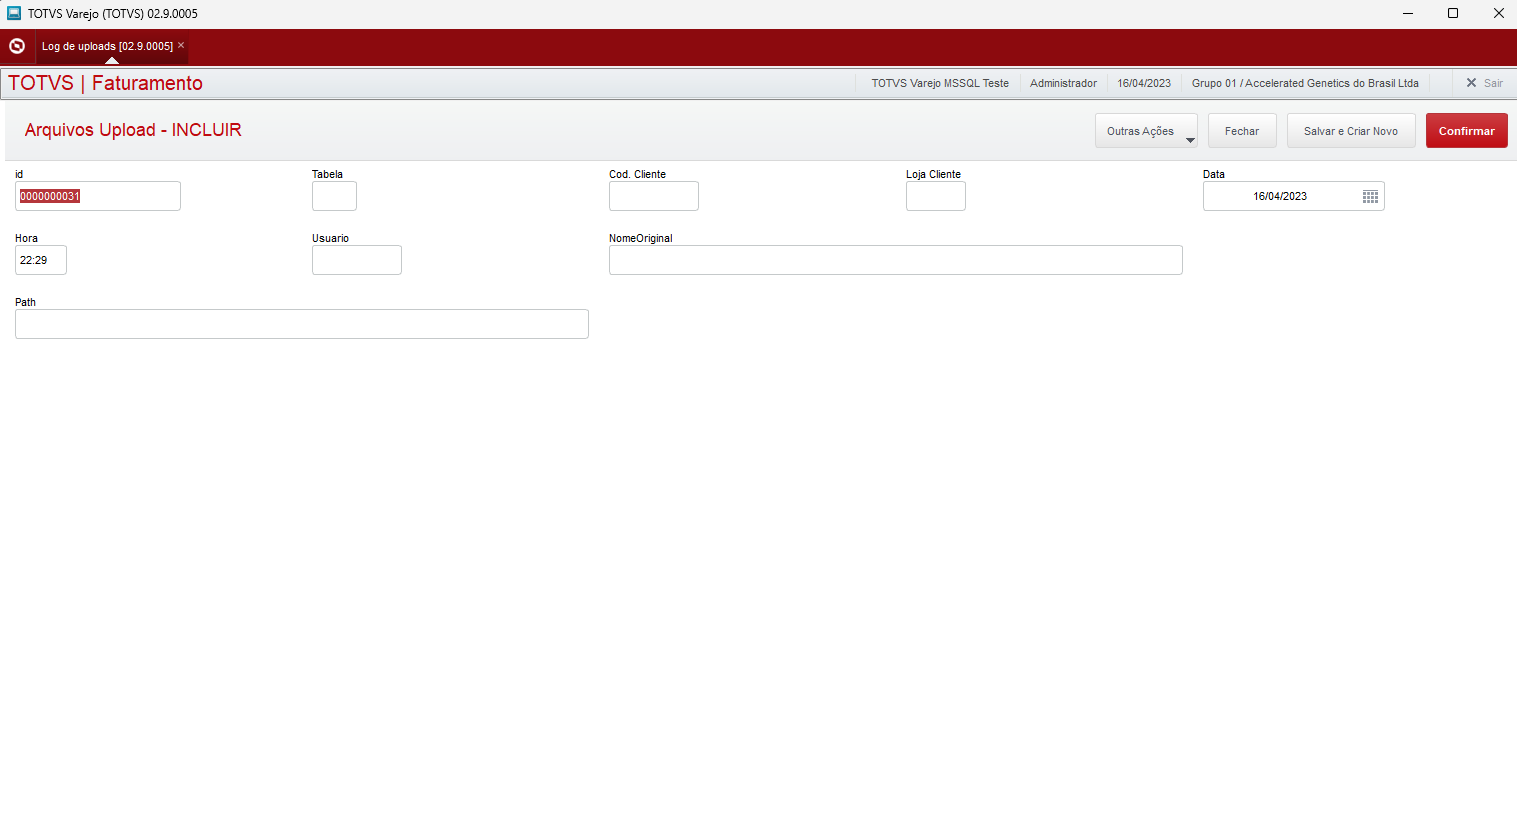 TOTVS Varejo (TOTVS) 02.9.0005
Log de uploads [02.9.0005]
TOTVS | Faturamento
TOTVS Varejo MSSQL Teste
Administrador
16/04/2023
Grupo 01 / Accelerated Genetics do Brasil Ltda
Sair
Arquivos Upload - INCLUIR
Outras Ações
Fechar
Salvar e Criar Novo
Confirmar
id
Tabela
Cod. Cliente
Loja Cliente
Data
0000000031
16/04/2023
Hora
Usuario
NomeOriginal
22:29
Path